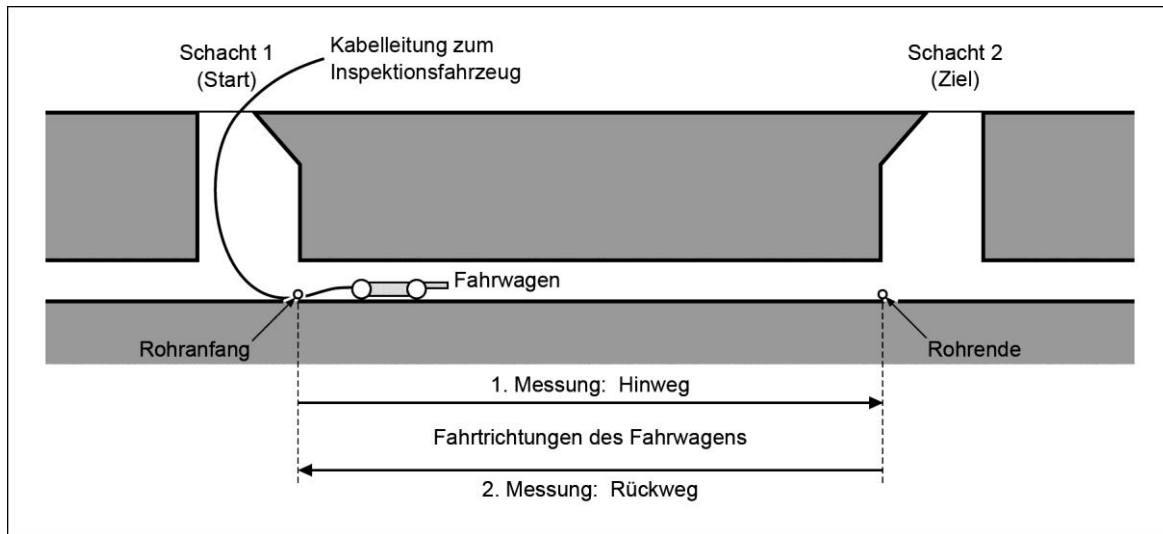 Schacht 1
(Start)
Kabelleitung zum
Inspektionsfahrzeug
Schacht 2
(Ziel)
Fahrwagen
Rohranfang
Rohrende
1. Messung: Hinweg
Fahrtrichtungen des Fahrwagens
2. Messung: Rückweg